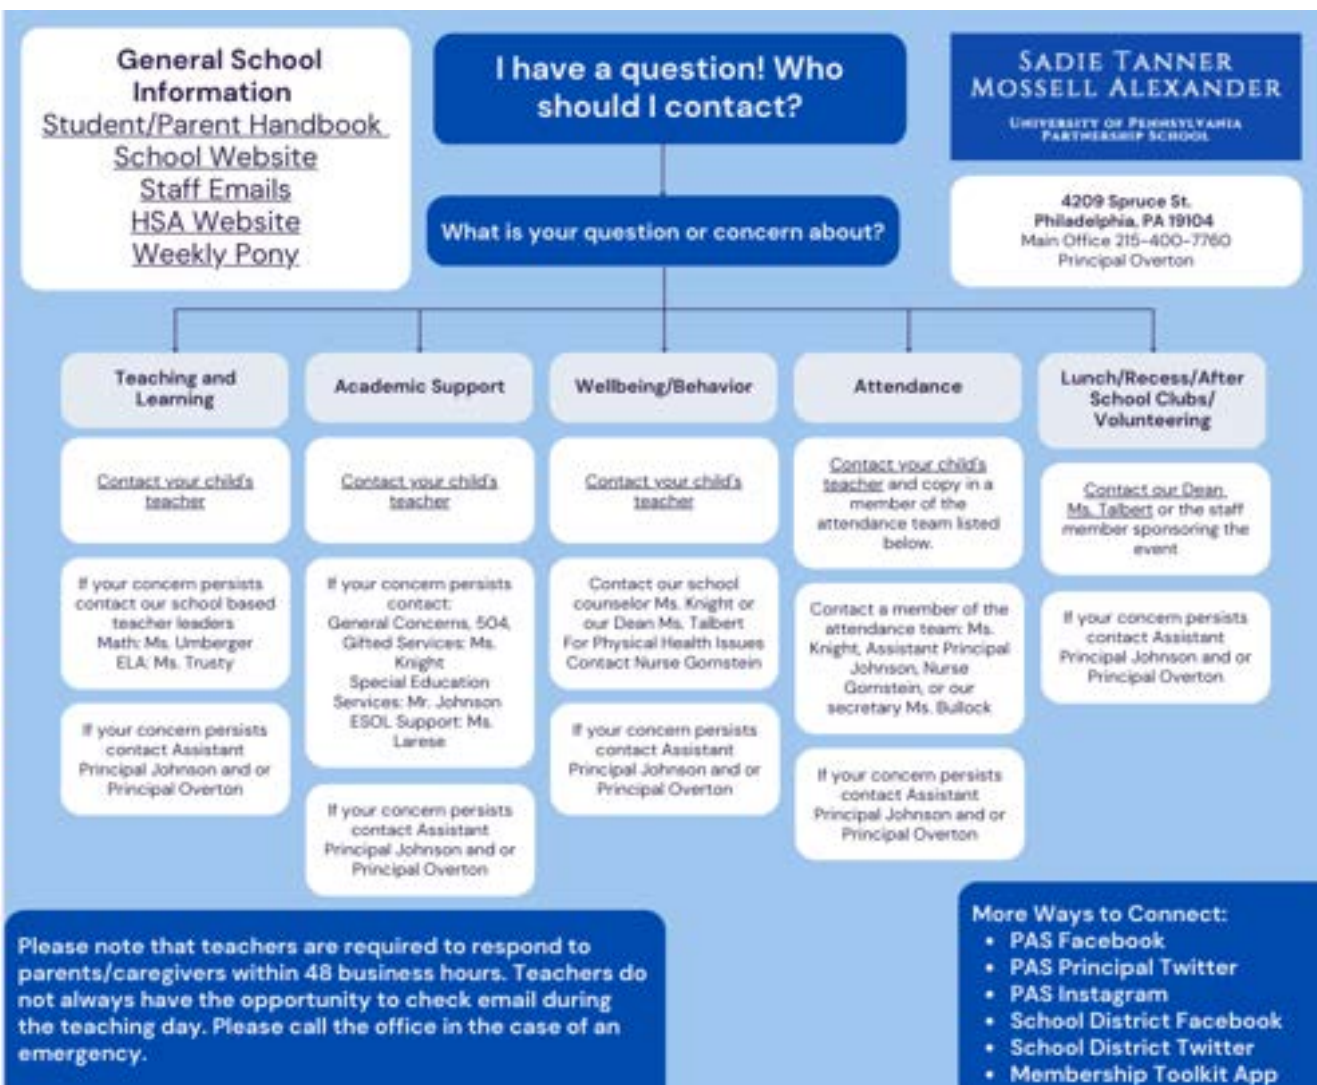 General School
Information
Student/Parent Handbook
School Website
Staff Emails
HSA Website
Weekly Pony
I have a question! Who
should I contact?
What is your question or concern about?
SADIE TANNER
MOSSELL ALEXANDER
UNIVERSITY OF PENNSYLVANIA
PARTNERSHIP SCHOOL
4209 Spruce St.
Philadelphia, PA 19104
Main Office 215-400-7760
Principal Overton
Teaching and
Learning
Contact your child's
teacher
If your concern persists
contact our school based
teacher leaders
Math: Ms. Umberger
ELA: Ms. Trusty
If your concern persists
contact Assistant
Principal Johnson and or
Principal Overton
Academic Support
Contact your child's
teacher
If your concern persists
contact:
General Concerns, 504,
Gifted Services: Ms.
Knight
Special Education
Services: Mr. Johnson
ESOL Support: Ms.
Larese
If your concern persists
contact Assistant
Principal Johnson and or
Principal Overton
Wellbeing/Behavior
Contact your child's
teacher
Contact our school
counselor Ms. Knight or
our Dean Ms. Talbert
For Physical Health Issues
Contact Nurse Gornstein
If your concern persists
contact Assistant
Principal Johnson and or
Principal Overton
Attendance
Contact your child's
teacher and copy in a
member of the
attendance team listed
below.
Contact a member of the
attendance team: Ms.
Knight, Assistant Principal
Johnson, Nurse
Gornstein, or our
secretary Ms. Bullock
If your concern persists
contact Assistant
Principal Johnson and or
Principal Overton
Lunch/Recess/After
School Clubs/
Volunteering
Contact our Dean
Ms. Talbert or the staff
member sponsoring the
event
If your concern persists
contact Assistant
Principal Johnson and or
Principal Overton
Please note that teachers are required to respond to
parents/caregivers within 48 business hours. Teachers do
not always have the opportunity to check email during
the teaching day. Please call the office in the case of an
emergency.
More Ways to Connect:
• PAS Facebook
• PAS Principal Twitter
• PAS Instagram
• School District Facebook
• School District Twitter
• Membership Toolkit App